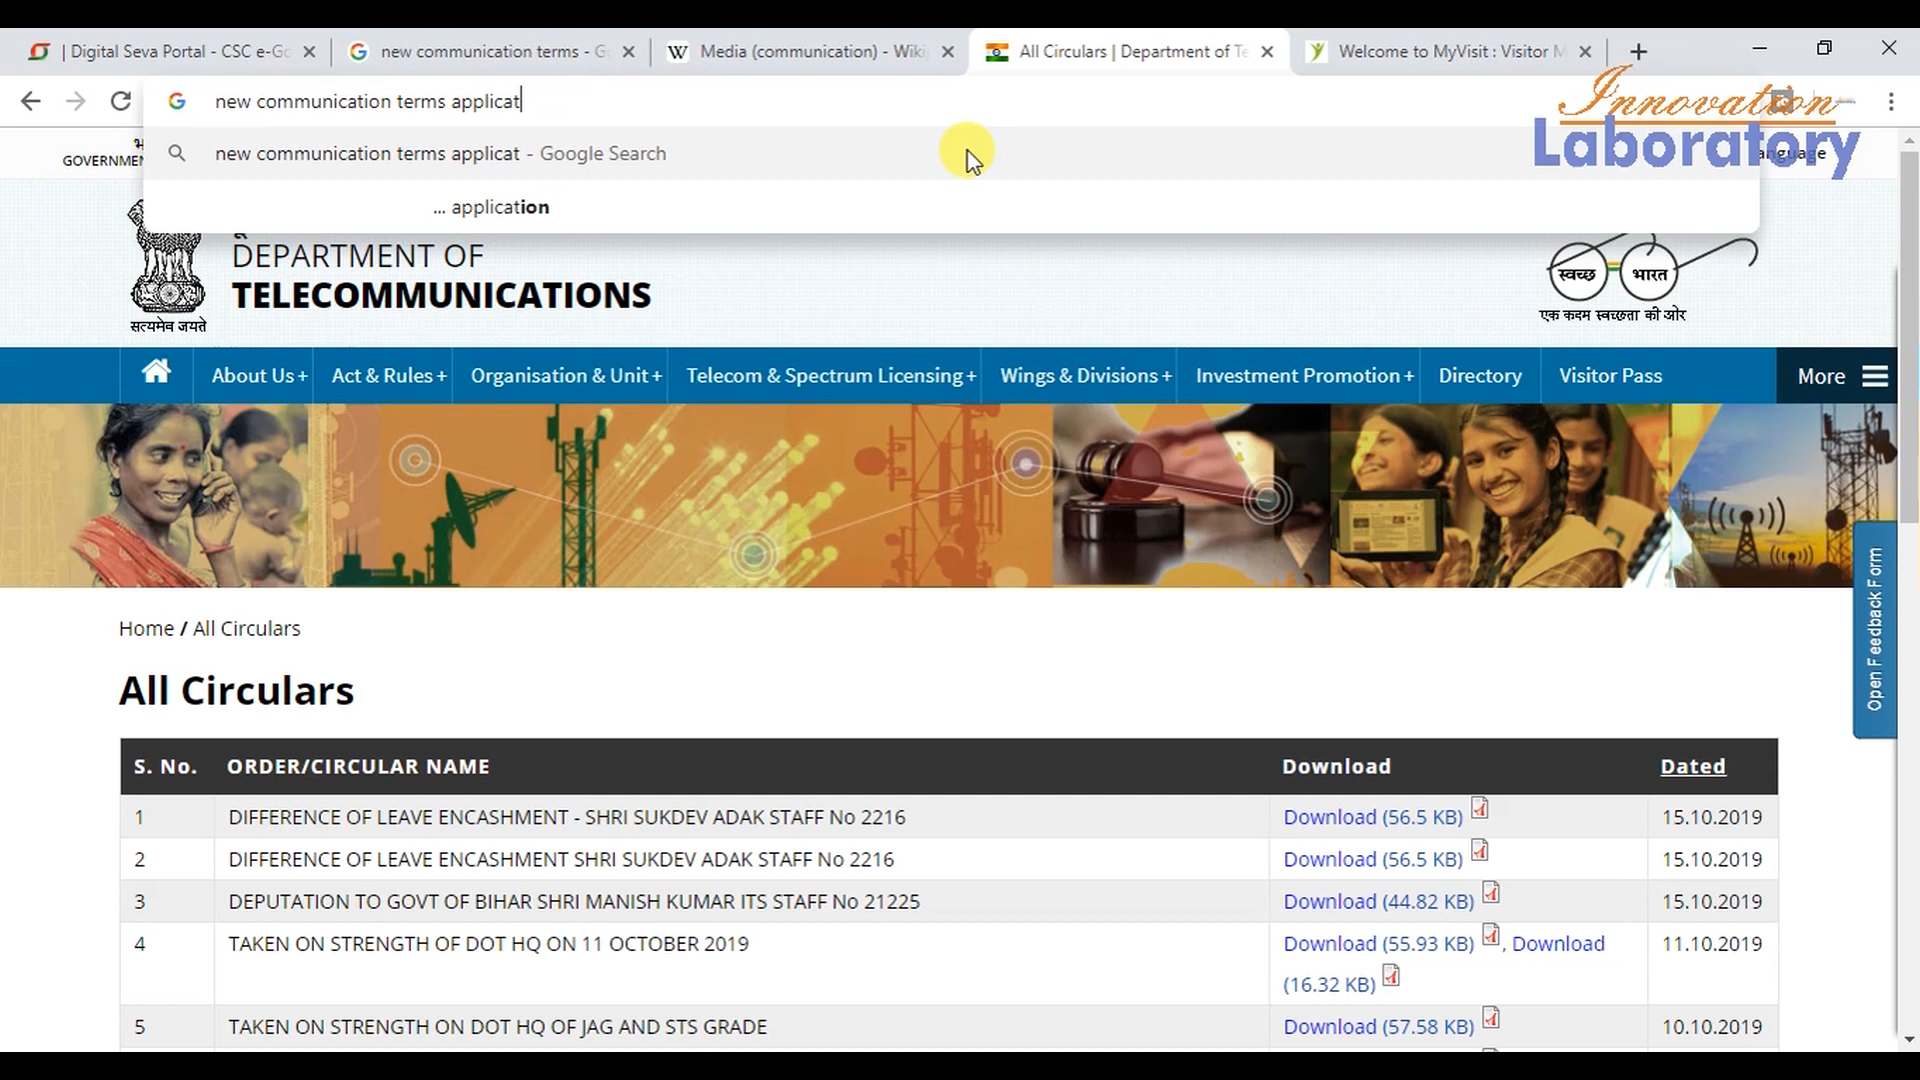 | Digital Seva Portal - CSC e-Go
new communication terms - G
Media (communication) - Wiki
All Circulars | Department of Te
Welcome to MyVisit : Visitor M
new communication terms applicat
Innovation
Laboratory
new communication terms applicat - Google Search
... application
GOVERNMEN
anguage
DEPARTMENT OF
TELECOMMUNICATIONS
सत्यमेव जयते
स्वच्छ भारत
एक कदम स्वच्छता की ओर
About Us + Act & Rules + Organisation & Unit + Telecom & Spectrum Licensing + Wings & Divisions + Investment Promotion + Directory Visitor Pass More
Open Feedback Form
Home / All Circulars
All Circulars
S. No. ORDER/CIRCULAR NAME Download Dated
1 DIFFERENCE OF LEAVE ENCASHMENT - SHRI SUKDEV ADAK STAFF No 2216 Download (56.5 KB) 15.10.2019
2 DIFFERENCE OF LEAVE ENCASHMENT SHRI SUKDEV ADAK STAFF No 2216 Download (56.5 KB) 15.10.2019
3 DEPUTATION TO GOVT OF BIHAR SHRI MANISH KUMAR ITS STAFF No 21225 Download (44.82 KB) 15.10.2019
4 TAKEN ON STRENGTH OF DOT HQ ON 11 OCTOBER 2019 Download (55.93 KB) , Download 11.10.2019
(16.32 KB)
5 TAKEN ON STRENGTH ON DOT HQ OF JAG AND STS GRADE Download (57.58 KB) 10.10.2019